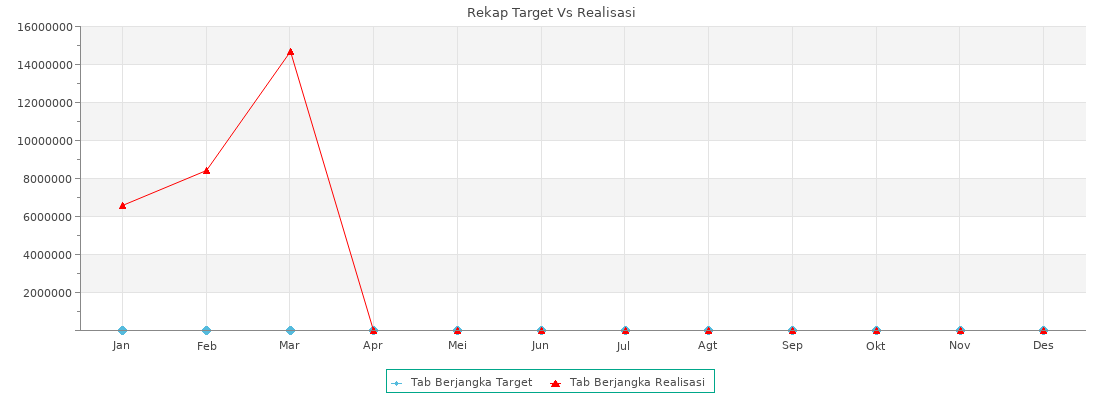 Rekap Target Vs Realisasi
16000000
14000000
12000000
10000000
8000000
6000000
4000000
2000000
Jan Feb Mar Apr Mei Jun Jul Agt Sep Okt Nov Des
Tab Berjangka Target Tab Berjangka Realisasi